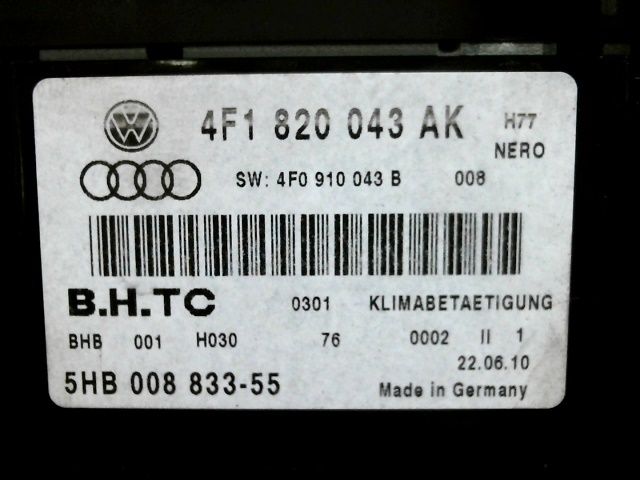 4F1 820 043 AK H77
NERO
SW: 4F0 910 043 B 008
B.H.TC 0301 KLIMABETAETIGUNG
BHB 001 H030 76 0002 II 1
22.06.10
5HB 008 833-55 Made in Germany